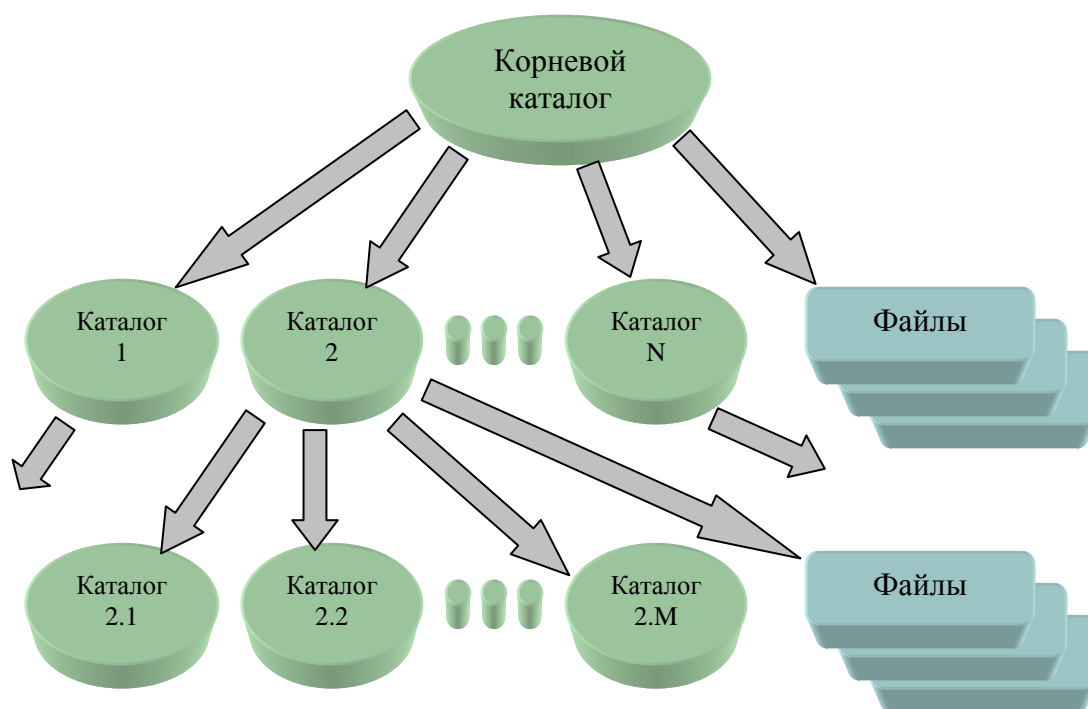 Корневой
каталог
Каталог
1
Каталог
2
Каталог
N
Файлы
Каталог
2.1
Каталог
2.2
Каталог
2.M
Файлы